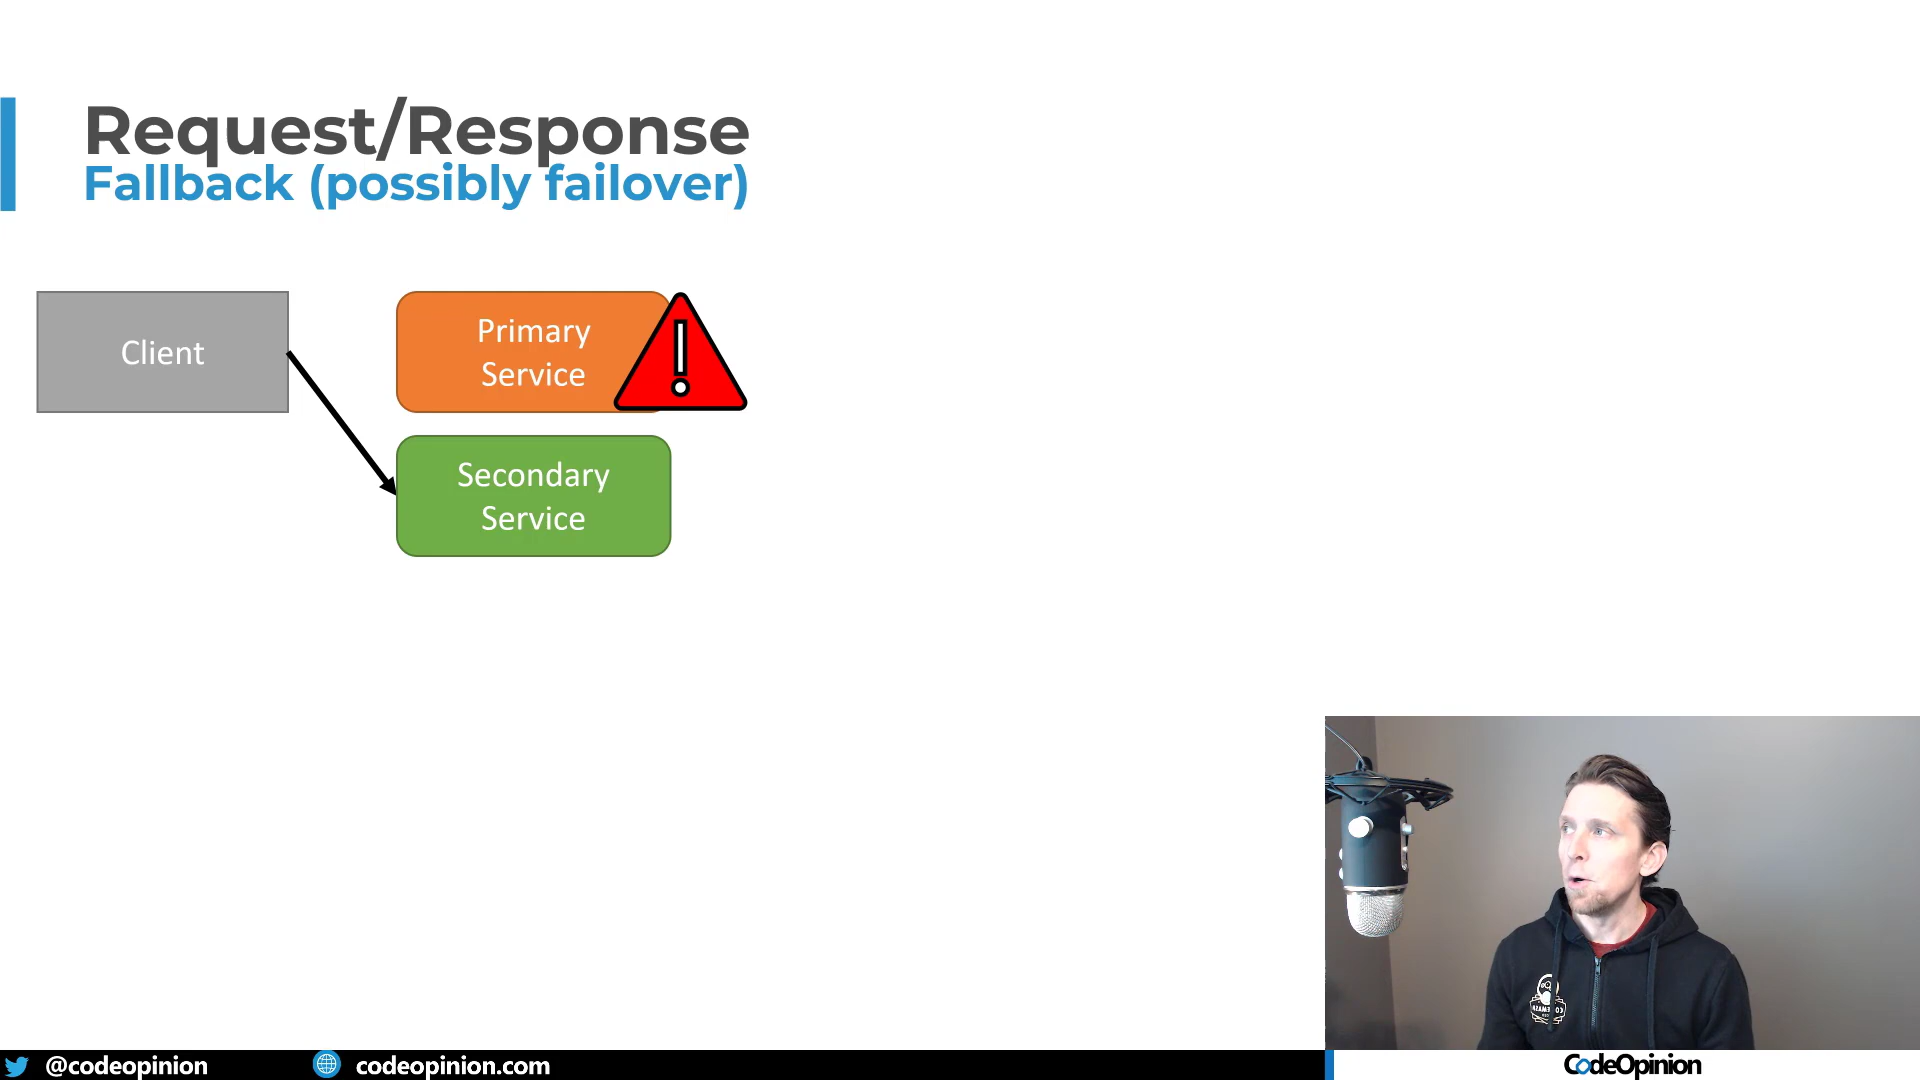 Request/Response
Fallback (possibly failover)
Client
Primary
Service
Secondary
Service
@codeopinion
codeopinion.com
CodeOpinion